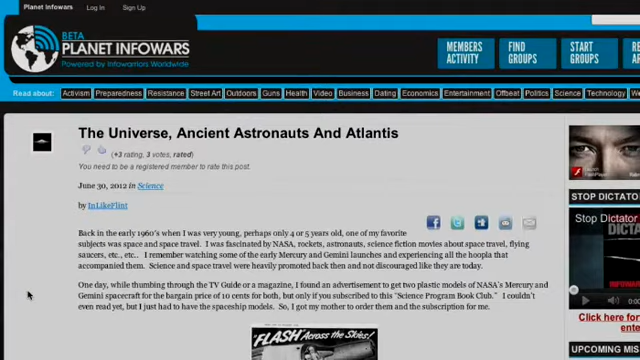 Planet Infowars Log In Sign Up
BETA
PLANET INFOWARS
Powered by Infowarriors Worldwide
MEMBERS ACTIVITY
FIND GROUPS
START GROUPS
Read about: Activism Preparedness Resistance Street Art Outdoors Guns Health Video Business Dating Economics Entertainment Offbeat Politics Science Technology
The Universe, Ancient Astronauts And Atlantis
(+3 rating, 3 votes, rated)
You need to be a registered member to rate this post.
June 30, 2012 in Science
by InLikeFlint
Back in the early 1960's when I was very young, perhaps only 4 or 5 years old, one of my favorite
subjects was space and space travel. I was fascinated by NASA, rockets, astronauts, science fiction movies about space travel, flying
saucers, etc., etc.. I remember watching some of the early Mercury and Gemini launches and experiencing all the hoopla that
accompanied them. Science and space travel were heavily promoted back then and not discouraged like they are today.
One day, while thumbing through the TV Guide or a magazine, I found an advertisement to get two plastic models of NASA's Mercury and
Gemini spacecraft for the bargain price of 10 cents for both, but only if you subscribed to this "Science Program Book Club." I couldn't
even read yet, but I just had to have the spaceship models. So, I got my mother to order them and the subscription for me.
"FLASH Across the Skies!
STOP DICTATO
Stop Dictator
Click here for
ente
UPCOMING MIS